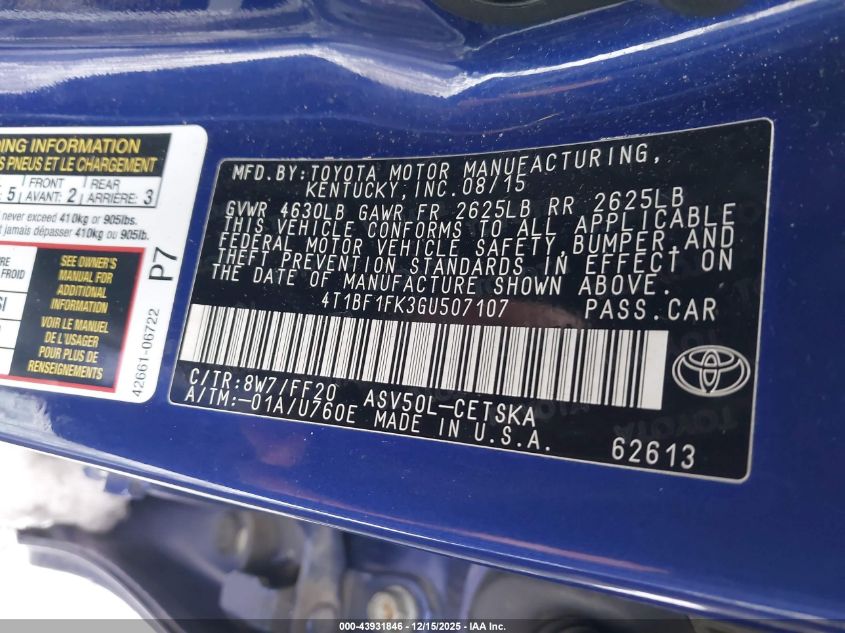 DING INFORMATION
S PNEUS ET LE CHARGEMENT
5 FRONT AVANT: 2 REAR ARRIÈRE: 3
never exceed 410kg or 905lbs.
jamais dépasser 410kg ou 905lb.
FROID
SEE OWNER'S
MANUAL FOR
ADDITIONAL
INFORMATION
VOIR LE MANUEL
DE L'USAGER
POUR PLUS DE
RENSEIGNEMENTS
P7
42661-06722
MFD.BY:TOYOTA MOTOR MANUFACTURING,
KENTUCKY,INC.08/15
GVWR 4630LB GAWR FR 2625LB RR 2625LB
THIS VEHICLE CONFORMS TO ALL APPLICABLE
FEDERAL MOTOR VEHICLE SAFETY,BUMPER,AND
THEFT PREVENTION STANDARDS IN EFFECT ON
THE DATE OF MANUFACTURE SHOWN ABOVE.
4T1BF1FK3GU507107 PASS.CAR
C/TR:8W7/FF20 ASV50L-CETSKA
A/TM:-01A/U760E MADE IN U.S.A.
62613
000-43931846 - 12/15/2025 - IAA Inc.